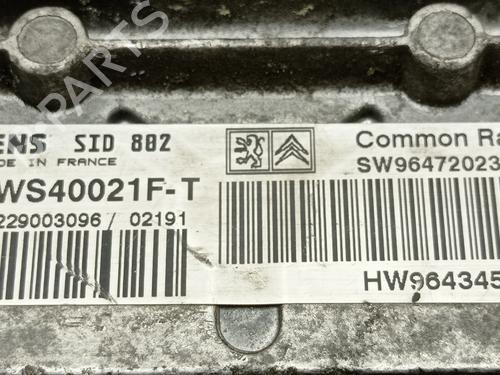 ENS SID 802
DE IN FRANCE
WS40021F-T
229003096 / 02191
Common Ra
SW96472023
HW964345
B-PARTS